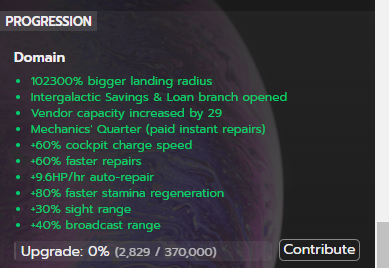 PROGRESSION
Domain
102300% bigger landing radius
Intergalactic Savings & Loan branch opened
Vendor capacity increased by 29
Mechanics' Quarter (paid instant repairs)
+60% cockpit charge speed
+60% faster repairs
+9.6HP/hr auto-repair
+80% faster stamina regeneration
+30% sight range
+40% broadcast range
Upgrade: 0% (2,829 / 370,000) Contribute